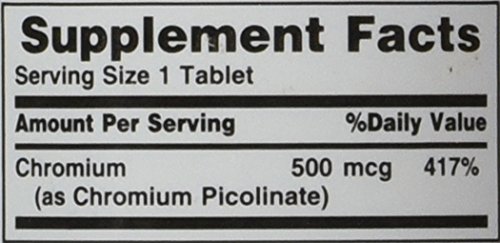 Supplement Facts
Serving Size 1 Tablet
Amount Per Serving %Daily Value
Chromium 500 mcg 417%
(as Chromium Picolinate)